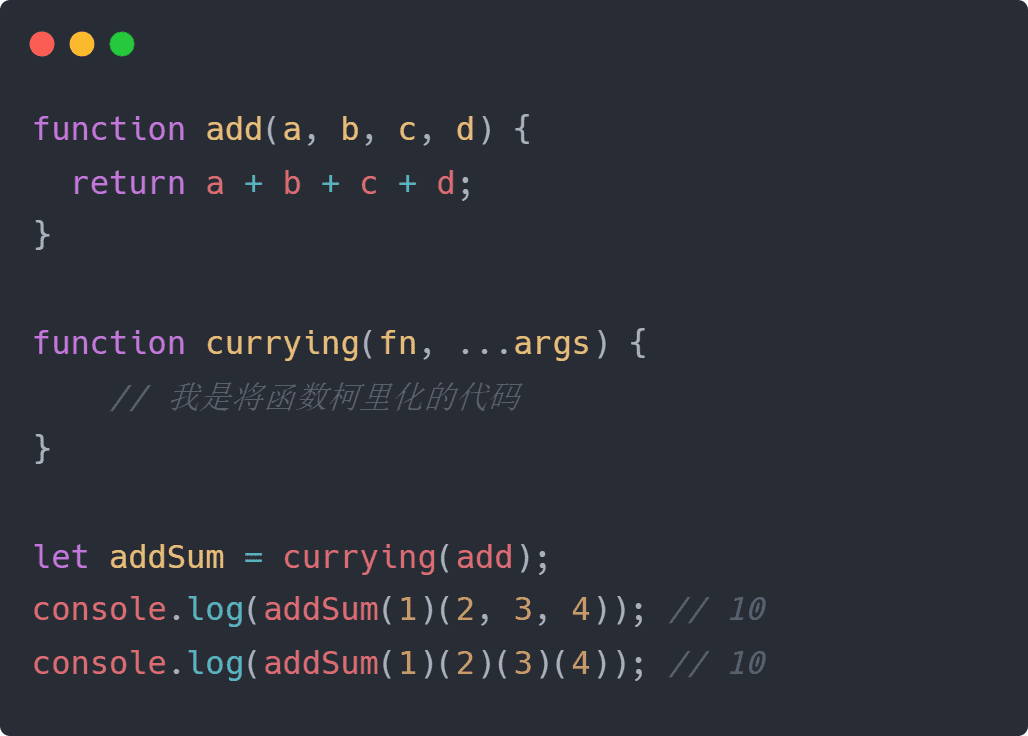 function add(a, b, c, d) {
  return a + b + c + d;
}

function currying(fn, ...args) {
    // 我是将函数柯里化的代码
}

let addSum = currying(add);
console.log(addSum(1)(2, 3, 4)); // 10
console.log(addSum(1)(2)(3)(4)); // 10